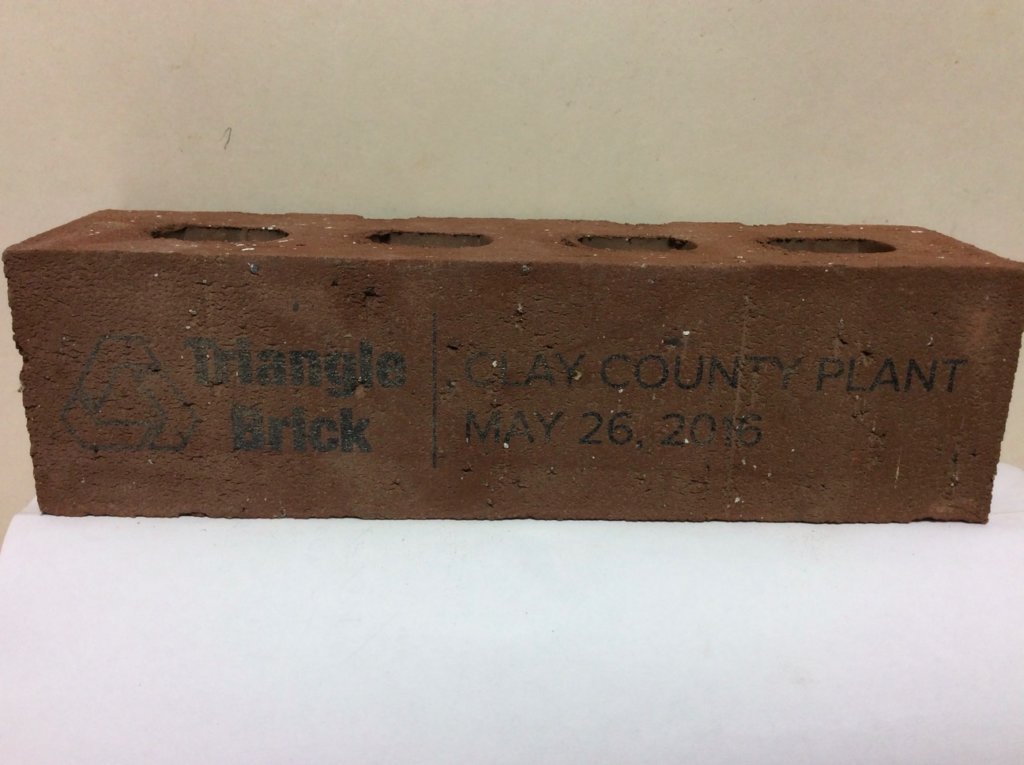 Triangle
Brick
CLAY COUNTY PLANT
MAY 26, 2016